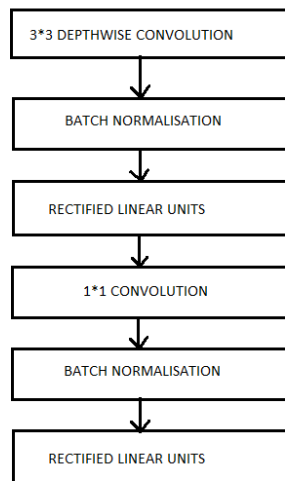 3*3 DEPTHWISE CONVOLUTION
BATCH NORMALISATION
RECTIFIED LINEAR UNITS
1*1 CONVOLUTION
BATCH NORMALISATION
RECTIFIED LINEAR UNITS